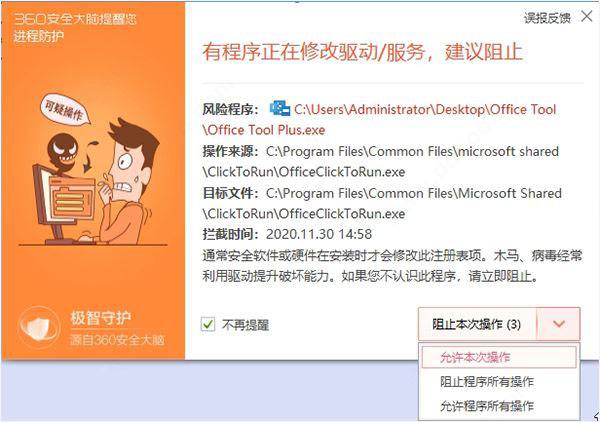 360安全大脑提醒您
进程防护
误报反馈
有程序正在修改驱动/服务，建议阻止
可疑操作
风险程序： C:\Users\Administrator\Desktop\Office Tool
\Office Tool Plus.exe
操作来源：C:\Program Files\Common Files\microsoft shared
\ClickToRun\OfficeClickToRun.exe
目标文件：C:\Program Files\Common Files\Microsoft Shared
\ClickToRun\OfficeClickToRun.exe
拦截时间：2020.11.30 14:58
通常安全软件或硬件在安装时才会修改此注册表项。木马、病毒经常
利用驱动提升破坏能力。如果您不认识此程序，请立即阻止。
极智守护
源自360安全大脑
不再提醒
阻止本次操作 (3)
允许本次操作
阻止程序所有操作
允许程序所有操作